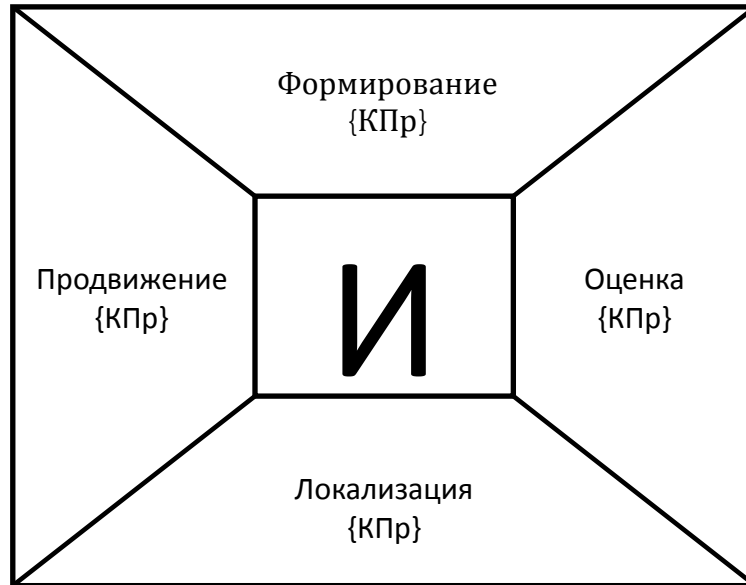 Формирование
{КПр}
Продвижение
{КПр}
И
Оценка
{КПр}
Локализация
{КПр}